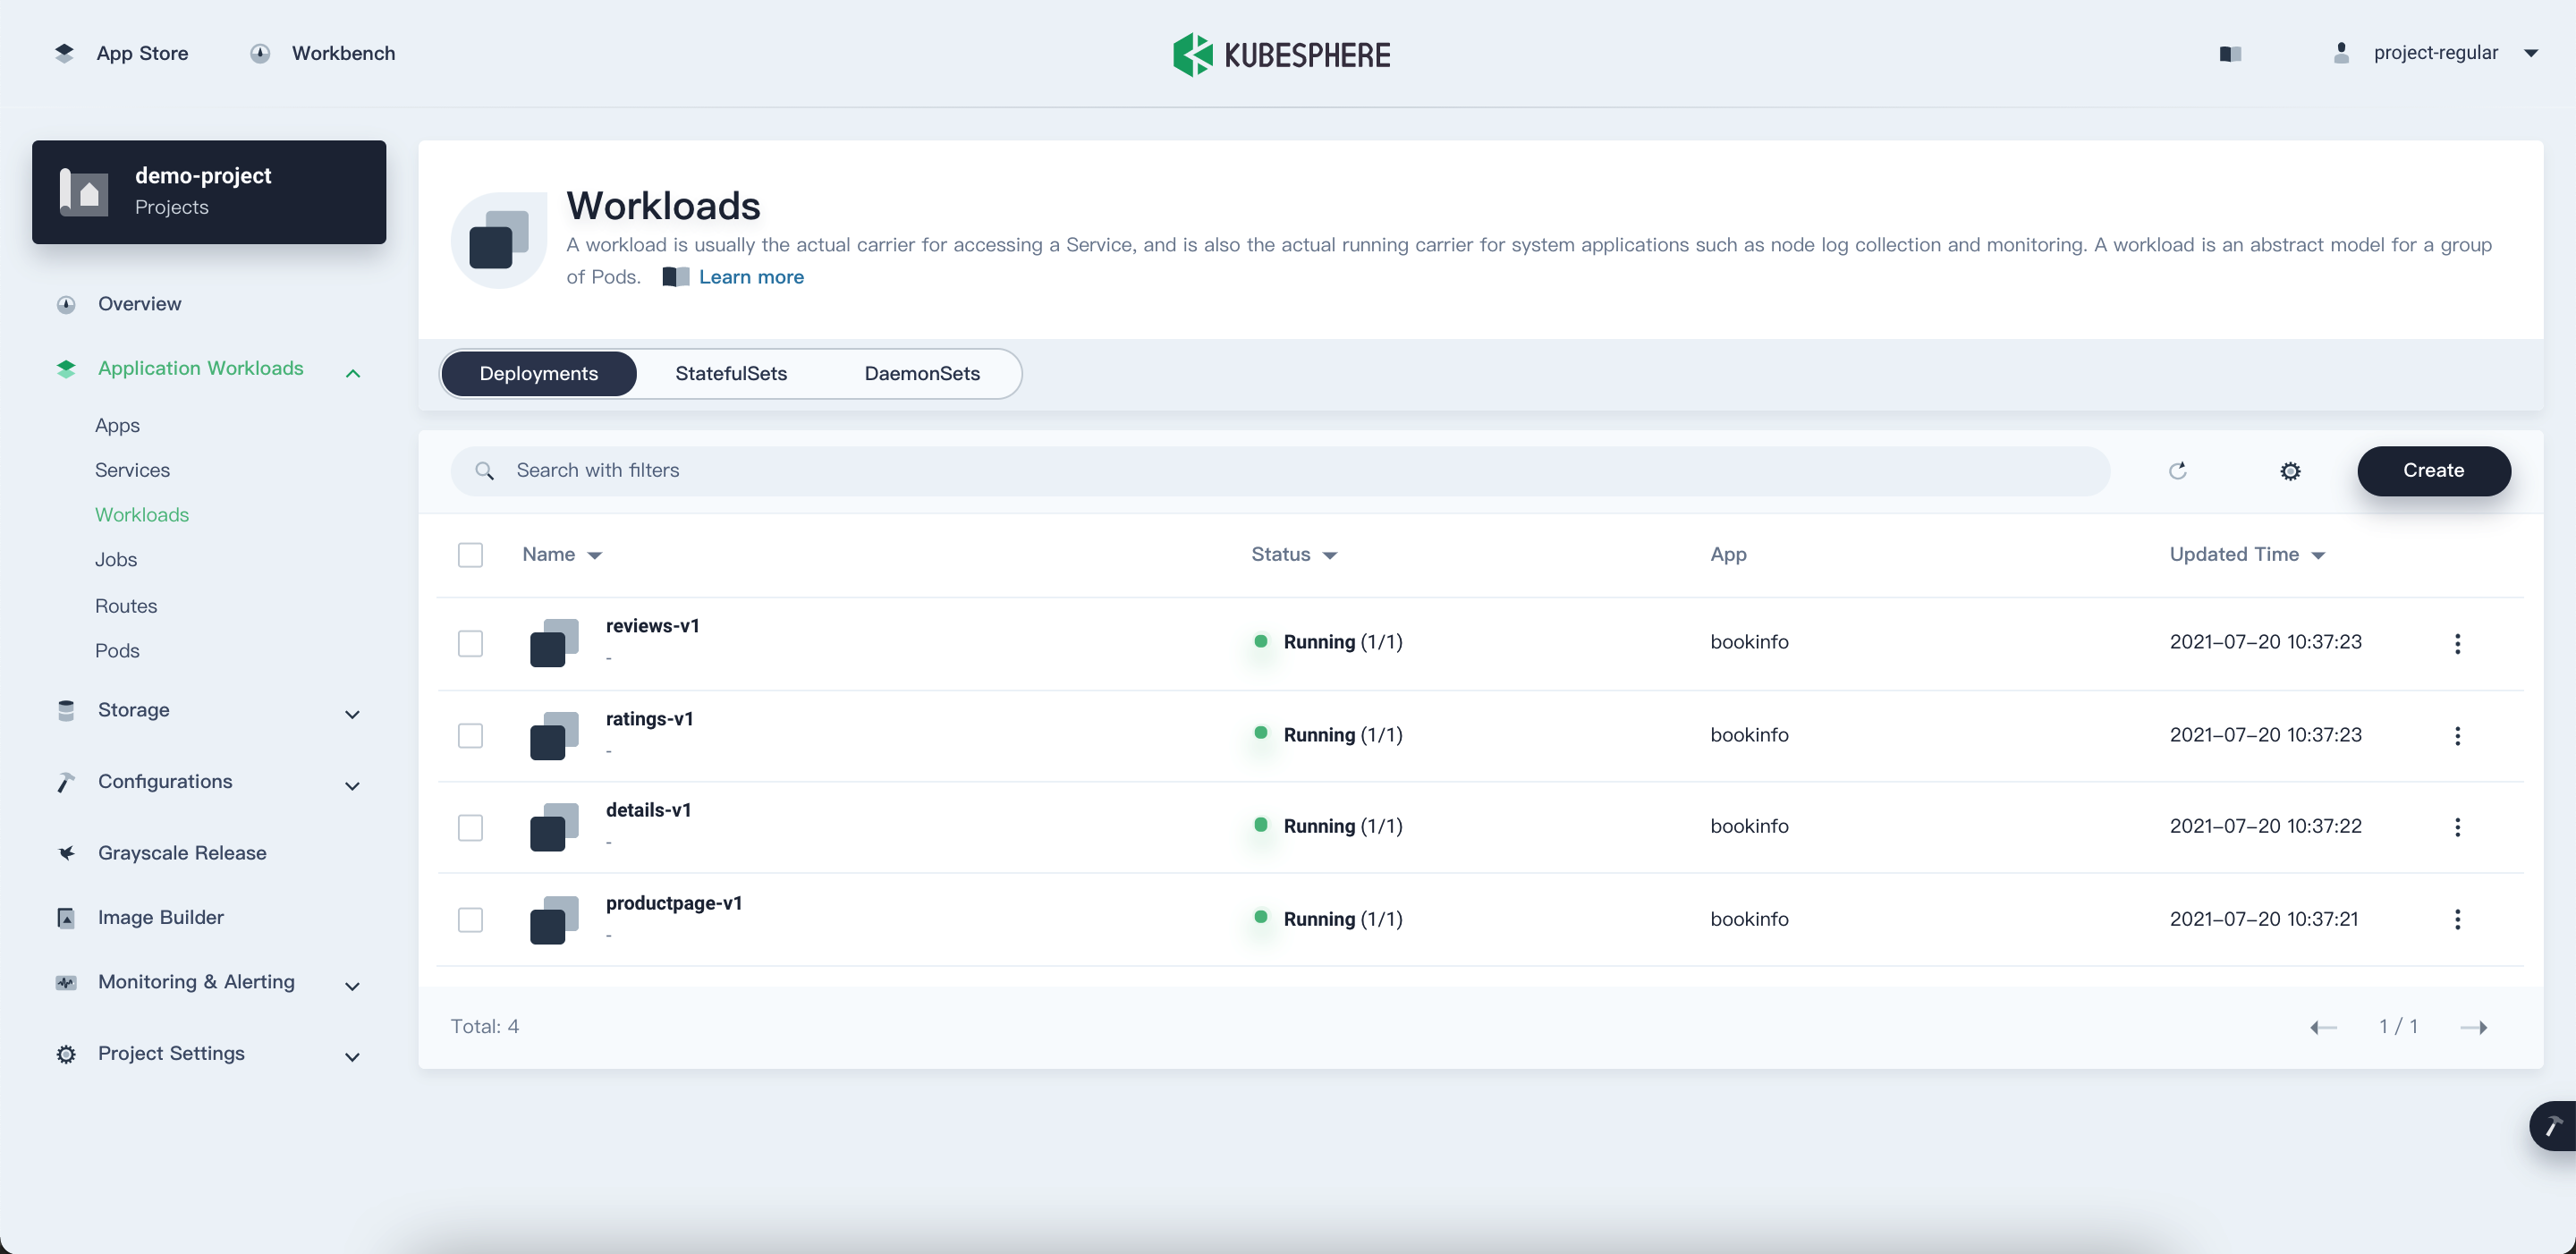 App Store
Workbench
KUBESPHERE
project-regular
demo-project
Projects
Overview
Application Workloads
Apps
Services
Workloads
Jobs
Routes
Pods
Storage
Configurations
Grayscale Release
Image Builder
Monitoring & Alerting
Project Settings
Workloads
A workload is usually the actual carrier for accessing a Service, and is also the actual running carrier for system applications such as node log collection and monitoring. A workload is an abstract model for a group
of Pods. Learn more
Deployments StatefulSets DaemonSets
Search with filters
Create
Name Status App Updated Time
reviews-v1
-
Running (1/1) bookinfo 2021-07-20 10:37:23
ratings-v1
-
Running (1/1) bookinfo 2021-07-20 10:37:23
details-v1
-
Running (1/1) bookinfo 2021-07-20 10:37:22
productpage-v1
-
Running (1/1) bookinfo 2021-07-20 10:37:21
Total: 4
1 / 1